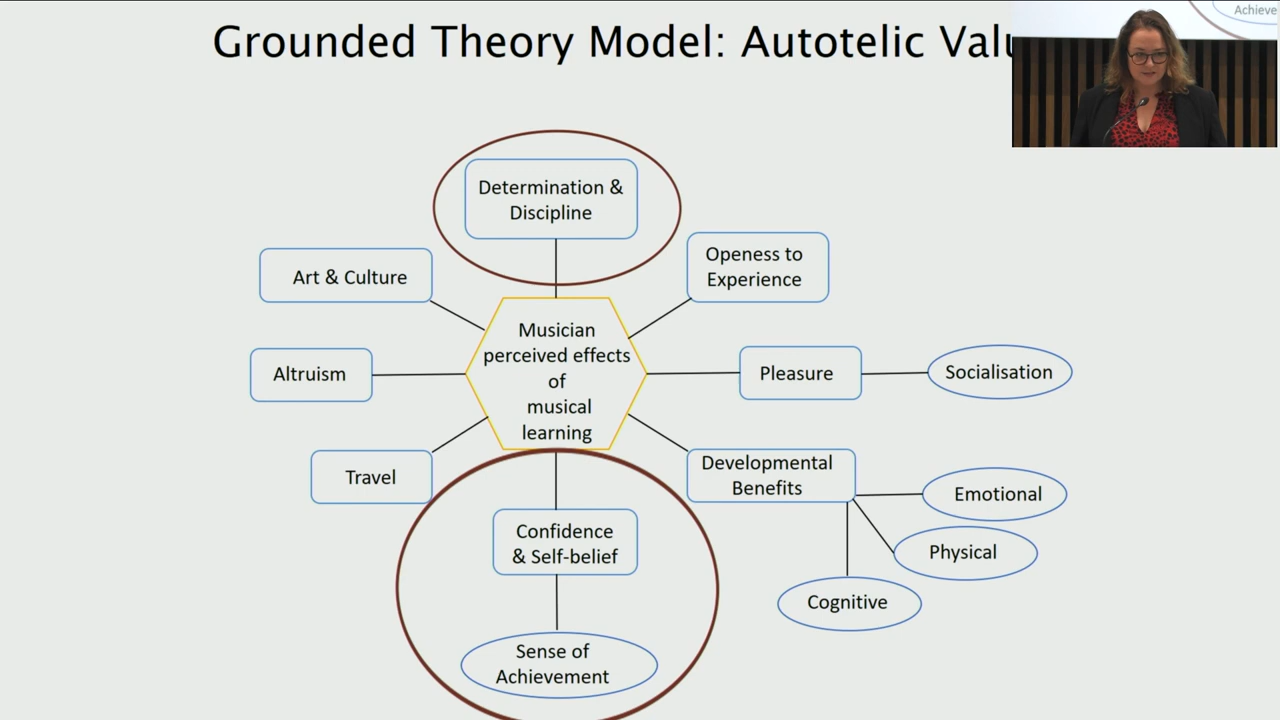 Grounded Theory Model: Autotelic
Achieve
Determination &
Discipline
Openess to
Experience
Art & Culture
Musician
perceived effects
of
musical
learning
Altruism
Pleasure
Socialisation
Travel
Developmental
Benefits
Emotional
Confidence
& Self-belief
Physical
Cognitive
Sense of
Achievement